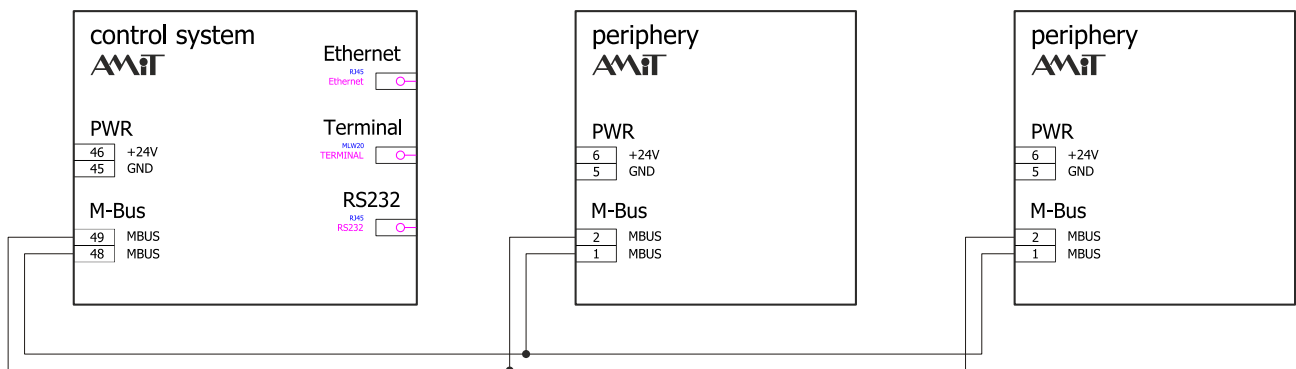 control system
AMiT
Ethernet
RJ45
Ethernet
PWR
46 +24V
45 GND
Terminal
MLW20
TERMINAL
M-Bus
49 MBUS
48 MBUS
RS232
RJ45
RS232
periphery
AMiT
PWR
6 +24V
5 GND
M-Bus
2 MBUS
1 MBUS
periphery
AMiT
PWR
6 +24V
5 GND
M-Bus
2 MBUS
1 MBUS